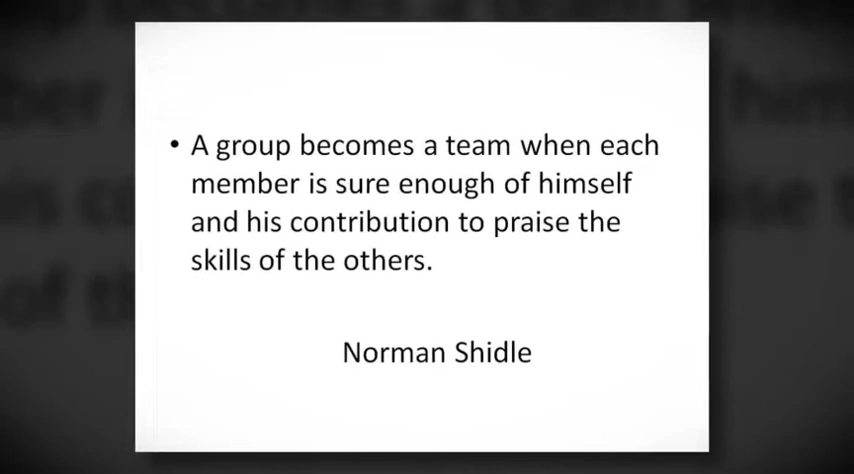 • A group becomes a team when each
member is sure enough of himself
and his contribution to praise the
skills of the others.
Norman Shidle